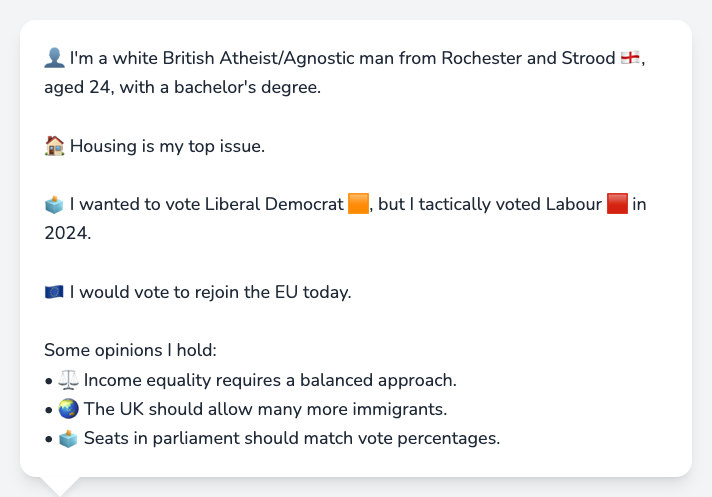 👤 I'm a white British Atheist/Agnostic man from Rochester and Strood 🏴󠁧󠁢󠁥󠁮󠁧󠁿,
aged 24, with a bachelor's degree.
🏠 Housing is my top issue.
🗳️ I wanted to vote Liberal Democrat 🟧, but I tactically voted Labour 🟥 in
2024.
🇪🇺 I would vote to rejoin the EU today.
Some opinions I hold:
• ⚖️ Income equality requires a balanced approach.
• 🌏 The UK should allow many more immigrants.
• 🗳️ Seats in parliament should match vote percentages.